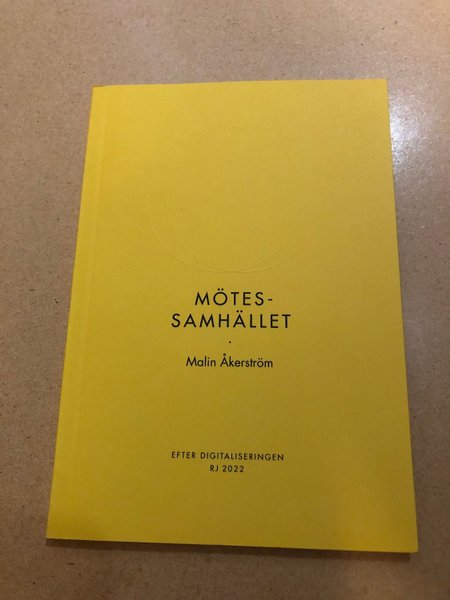 MÖTES-
SAMHÄLLET
·
Malin Åkerström
EFTER DIGITALISERINGEN
RJ 2022